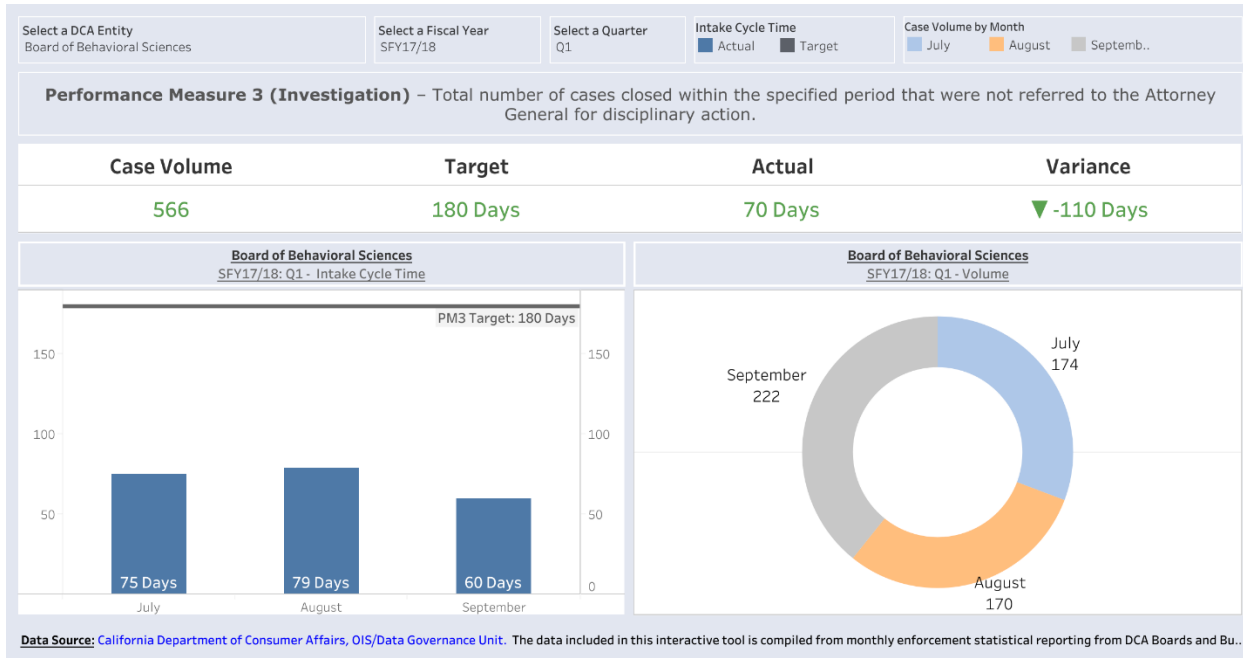 Select a DCA Entity
Board of Behavioral Sciences
Select a Fiscal Year
SFY17/18
Select a Quarter
Q1
Intake Cycle Time
Actual Target
Case Volume by Month
July August Septemb..
Performance Measure 3 (Investigation) – Total number of cases closed within the specified period that were not referred to the Attorney
General for disciplinary action.
Case Volume Target Actual Variance
566 180 Days 70 Days ▼ -110 Days
Board of Behavioral Sciences
SFY17/18: Q1 - Intake Cycle Time
PM3 Target: 180 Days
150 150
100 100
50 50
0
75 Days 79 Days 60 Days
July August September
Board of Behavioral Sciences
SFY17/18: Q1 - Volume
July
174
September
222
August
170
Data Source: California Department of Consumer Affairs, OIS/Data Governance Unit. The data included in this interactive tool is compiled from monthly enforcement statistical reporting from DCA Boards and Bu..